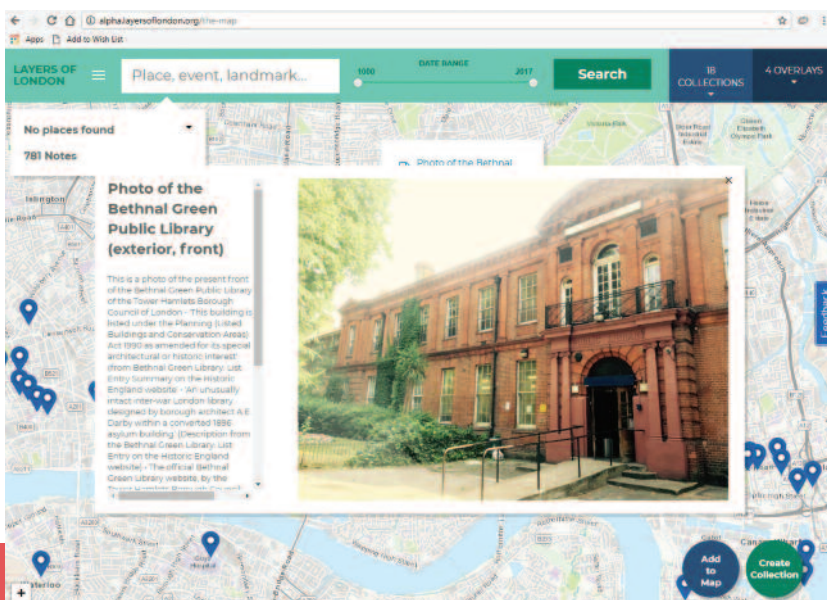 alpha.layersoflondon.org/the-map
Apps Add to Wish List
LAYERS OF
LONDON
Place, event, landmark...
DATE RANGE
1000
2017
Search
18
COLLECTIONS
4 OVERLAYS
No places found
781 Notes
Photo of the Bethnal
Photo of the
Bethnal Green
Public Library
(exterior, front)
This is a photo of the present front
of the Bethnal Green Public Library
of the Tower Hamlets Borough
Council of London - This building is
listed under the Planning (Listed
Buildings and Conservation Areas)
Act 1990 as amended for its special
architectural or historic interest'
(from Bethnal Green Library: List
Entry Summary on the Historic
England website - 'An unusually
intact inter-war London library
designed by borough architect A E
Darby within a converted 1896
asylum building.' (Description from
the Bethnal Green Library: List
Entry on the Historic England
website) - The official Bethnal
Green Library website, by the
Tower Hamlets Borough Council
Islington
Victoria Park
Queen
Elizabeth
Olympic Park
Feedback
Hospital
Waterloo
Add
to
Map
Create
Collection
+